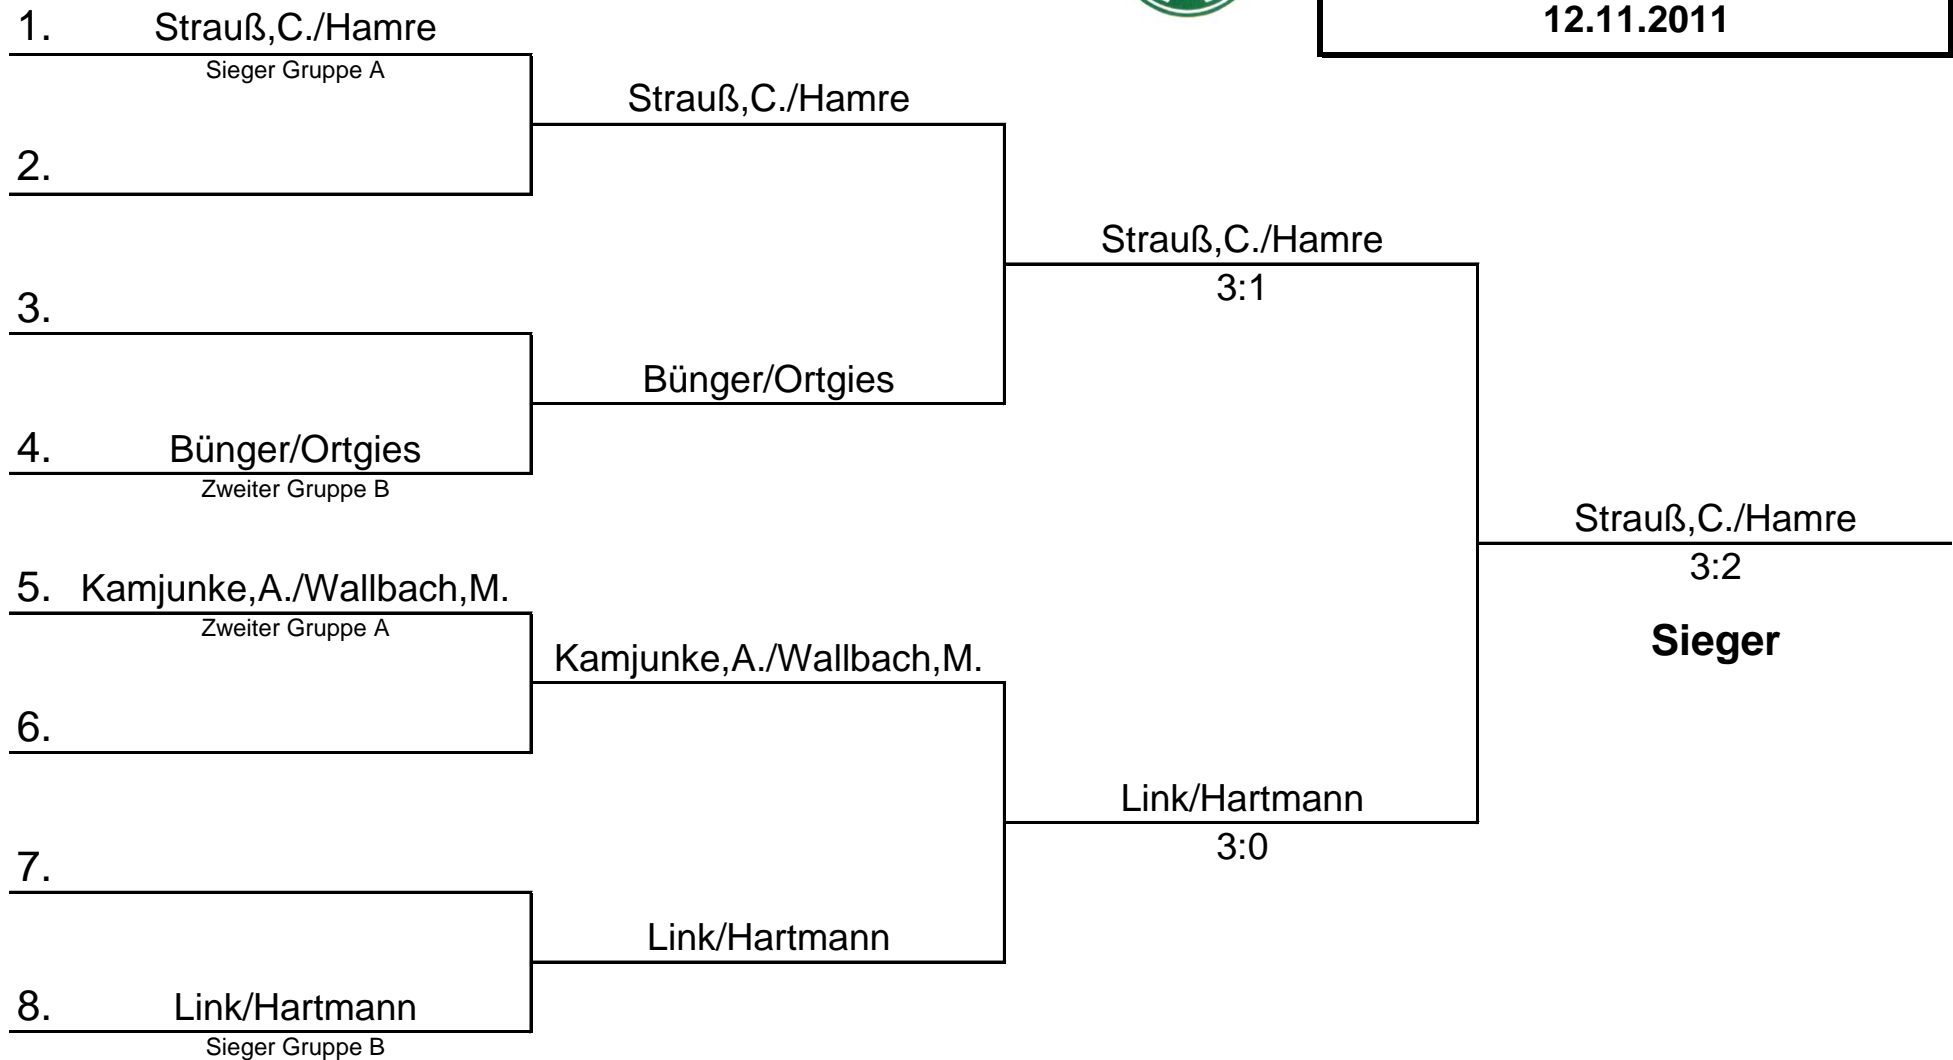 12.11.2011
1. Strauß,C./Hamre
Sieger Gruppe A
Strauß,C./Hamre
2.
Strauß,C./Hamre
3:1
3.
Bünger/Ortgies
4. Bünger/Ortgies
Zweiter Gruppe B
Strauß,C./Hamre
3:2
Sieger
5. Kamjunke,A./Wallbach,M.
Zweiter Gruppe A
Kamjunke,A./Wallbach,M.
6.
Link/Hartmann
3:0
7.
Link/Hartmann
8. Link/Hartmann
Sieger Gruppe B